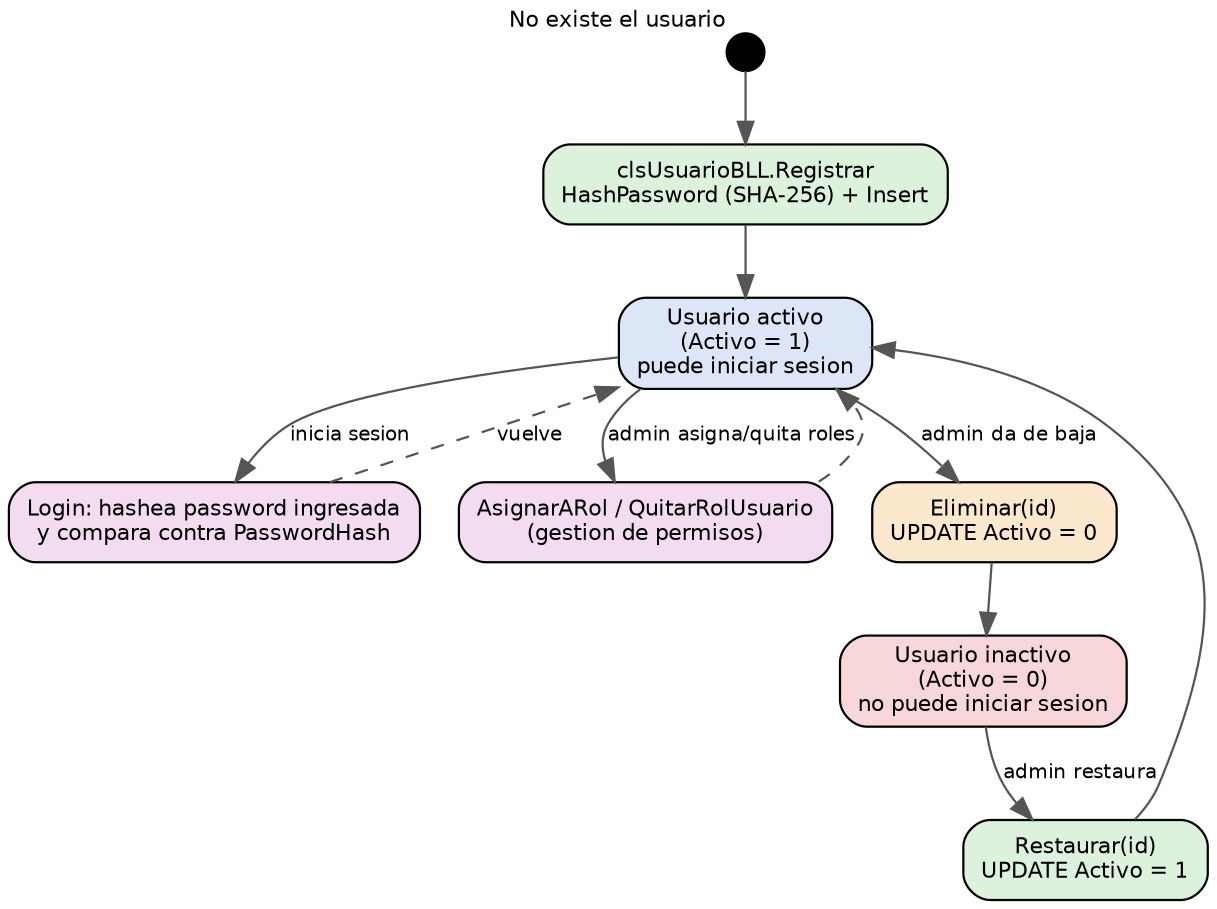 No existe el usuario
clsUsuarioBLL.Registrar
HashPassword (SHA-256) + Insert
Usuario activo
(Activo = 1)
puede iniciar sesion
inicia sesion
vuelve
admin asigna/quita roles
admin da de baja
Login: hashea password ingresada
y compara contra PasswordHash
AsignarARol / QuitarRolUsuario
(gestion de permisos)
Eliminar(id)
UPDATE Activo = 0
Usuario inactivo
(Activo = 0)
no puede iniciar sesion
admin restaura
Restaurar(id)
UPDATE Activo = 1